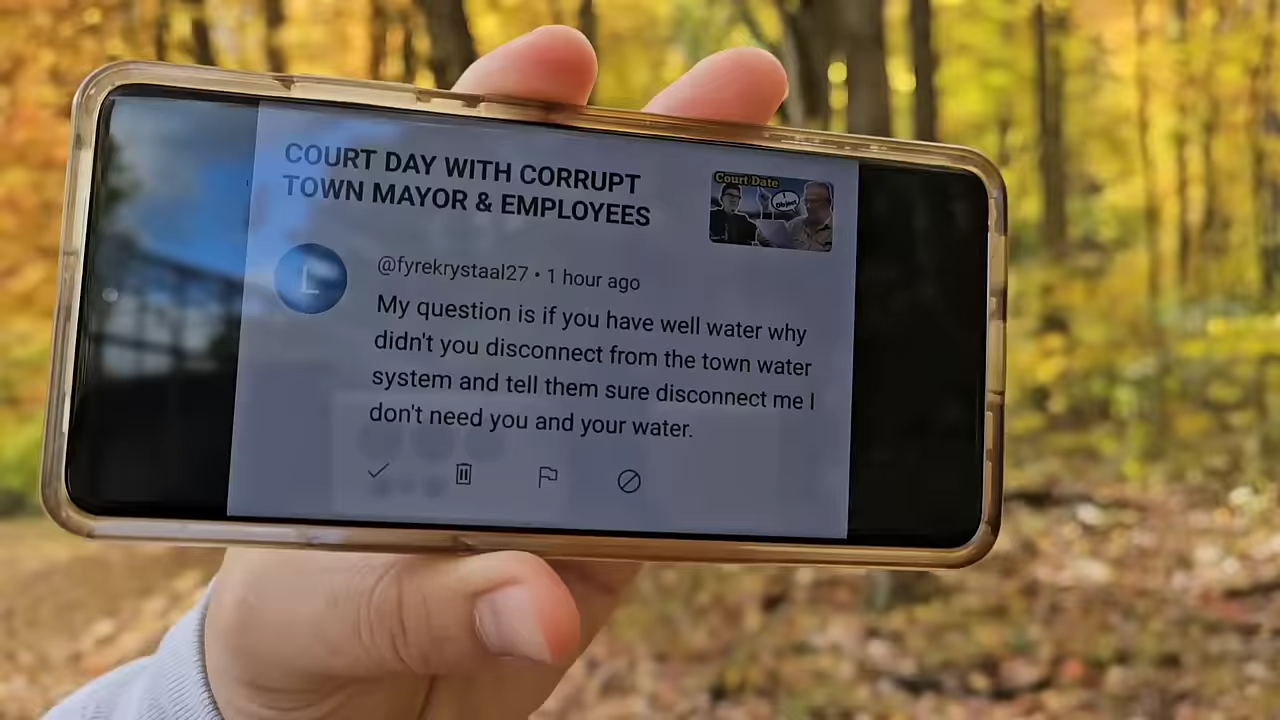 COURT DAY WITH CORRUPT
TOWN MAYOR & EMPLOYEES
Court Date
I
Object
L
@fyrekrystaal27 • 1 hour ago
My question is if you have well water why
didn't you disconnect from the town water
system and tell them sure disconnect me I
don't need you and your water.